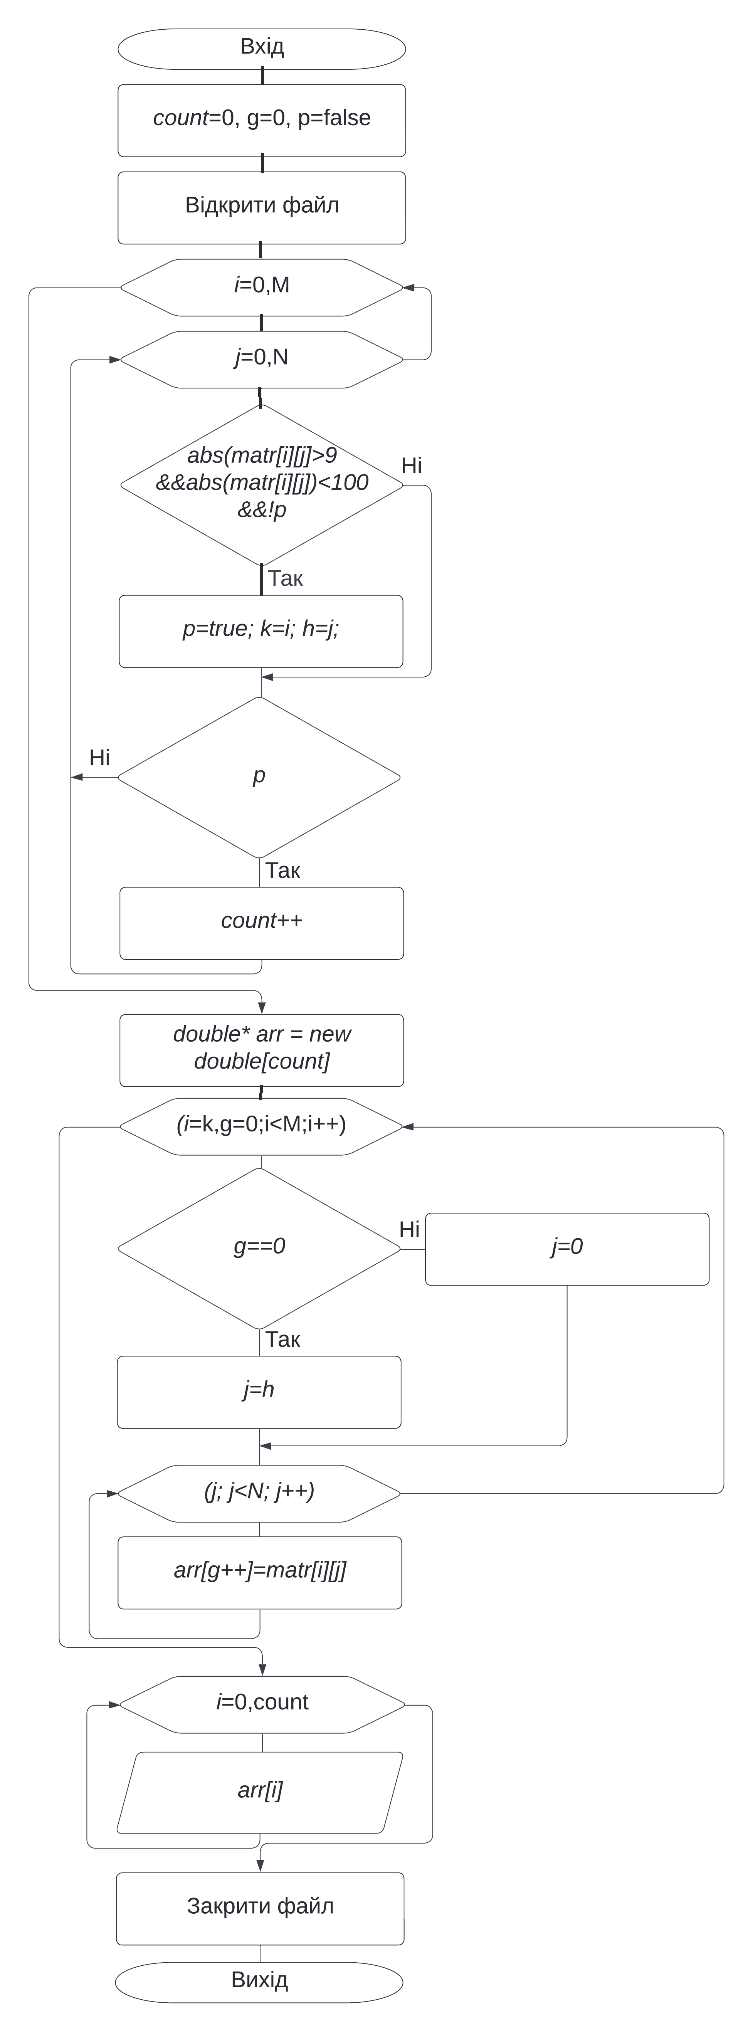 Вхід
count=0, g=0, p=false
Відкрити файл
i=0,M
j=0,N
abs(matr[i][j]>9
&&abs(matr[i][j])<100
&&!p
Ні
Так
p=true; k=i; h=j;
Ні
p
Так
count++
double* arr = new
double[count]
(i=k,g=0;i<M;i++)
g==0
Ні
j=0
Так
j=h
(j; j<N; j++)
arr[g++]=matr[i][j]
i=0,count
arr[i]
Закрити файл
Вихід